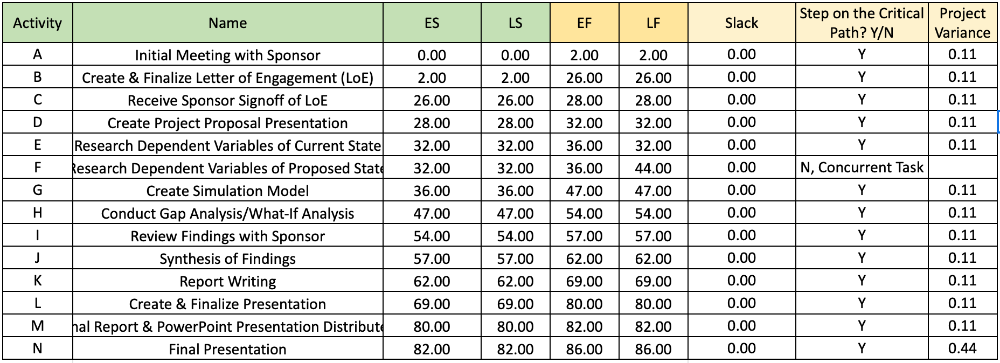 Activity Name ES LS EF LF Slack Step on the Critical Path? Y/N Project Variance
A Initial Meeting with Sponsor 0.00 0.00 2.00 2.00 0.00 Y 0.11
B Create & Finalize Letter of Engagement (LoE) 2.00 2.00 26.00 26.00 0.00 Y 0.11
C Receive Sponsor Signoff of LoE 26.00 26.00 28.00 28.00 0.00 Y 0.11
D Create Project Proposal Presentation 28.00 28.00 32.00 32.00 0.00 Y 0.11
E Research Dependent Variables of Current State 32.00 32.00 36.00 32.00 0.00 Y 0.11
F Research Dependent Variables of Proposed State 32.00 32.00 36.00 44.00 0.00 N, Concurrent Task
G Create Simulation Model 36.00 36.00 47.00 47.00 0.00 Y 0.11
H Conduct Gap Analysis/What-If Analysis 47.00 47.00 54.00 54.00 0.00 Y 0.11
I Review Findings with Sponsor 54.00 54.00 57.00 57.00 0.00 Y 0.11
J Synthesis of Findings 57.00 57.00 62.00 62.00 0.00 Y 0.11
K Report Writing 62.00 62.00 69.00 69.00 0.00 Y 0.11
L Create & Finalize Presentation 69.00 69.00 80.00 80.00 0.00 Y 0.11
M Report & PowerPoint Presentation 80.00 80.00 82.00 82.00 0.00 Y 0.11
N Final Presentation 82.00 82.00 86.00 86.00 0.00 Y 0.44